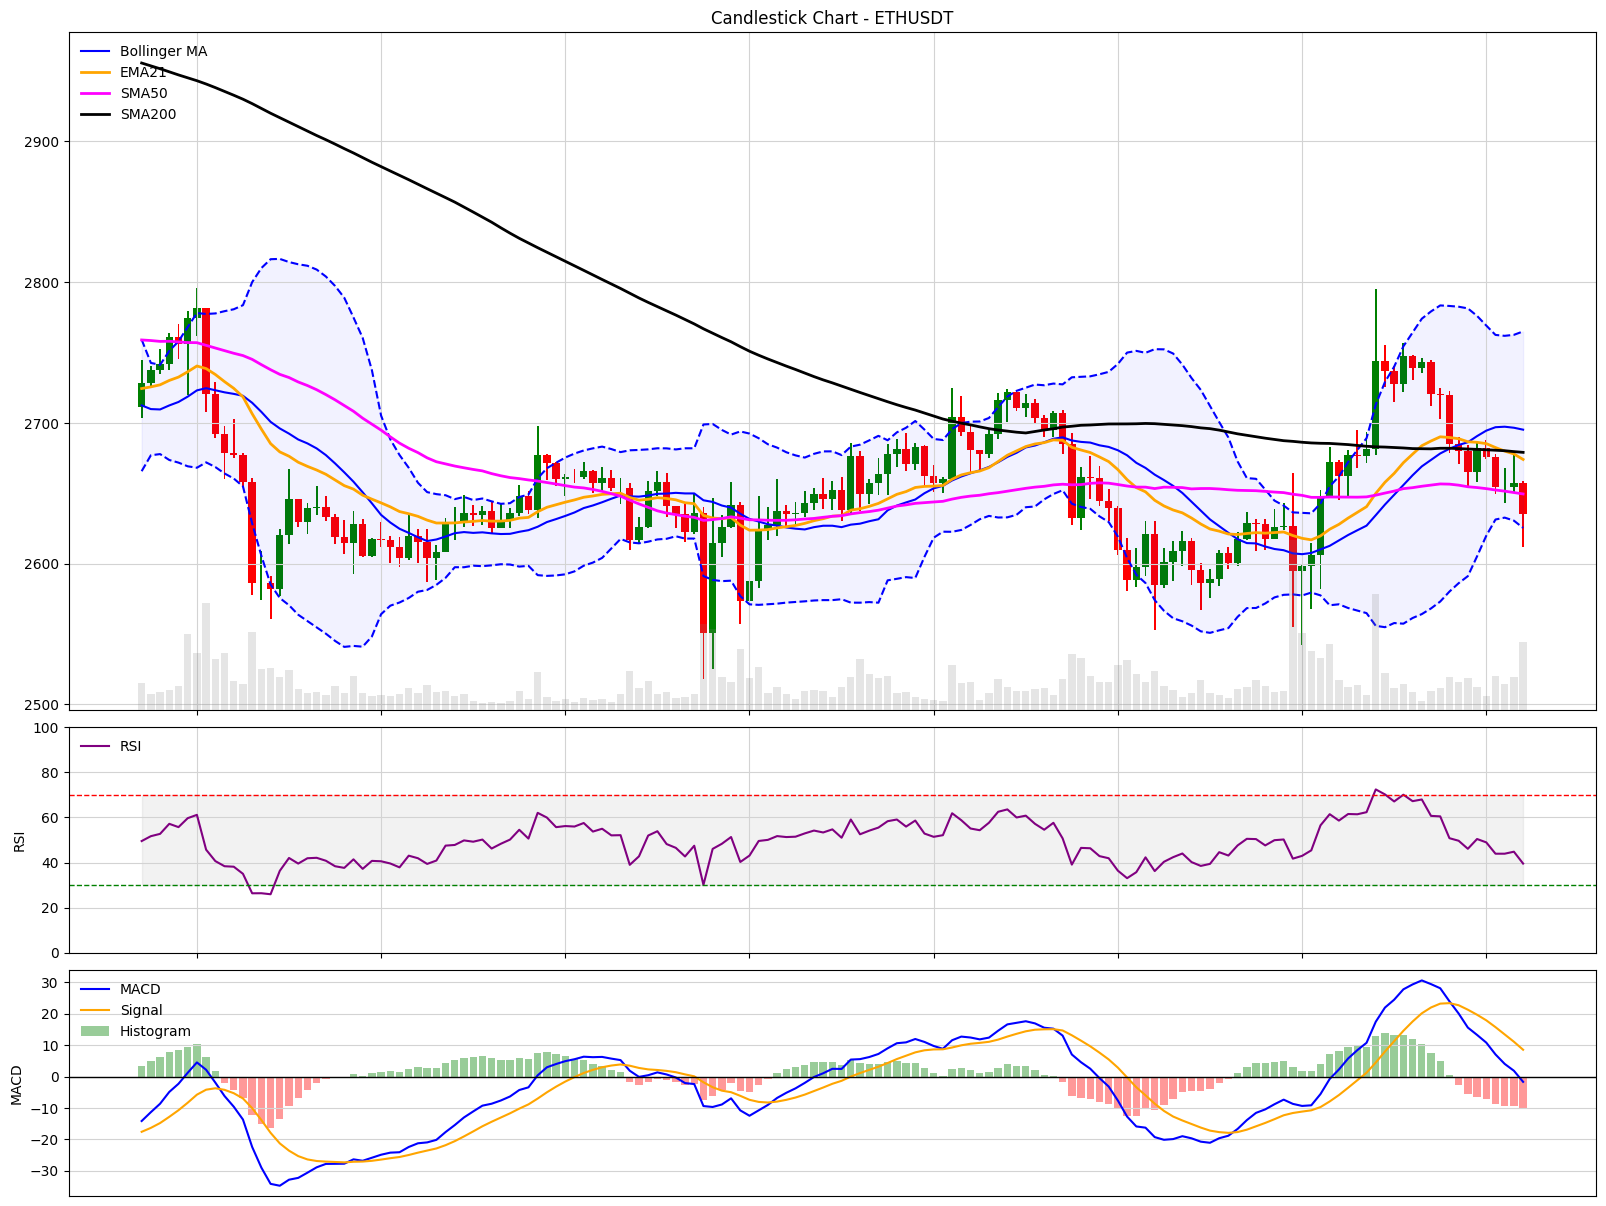 Candlestick Chart - ETHUSDT
Bollinger MA
EMA21
SMA50
SMA200
2900
2800
2700
2600
2500
100
80
60
40
20
0
RSI
RSI
30
20
10
0
−10
−20
−30
MACD
MACD
Signal
Histogram